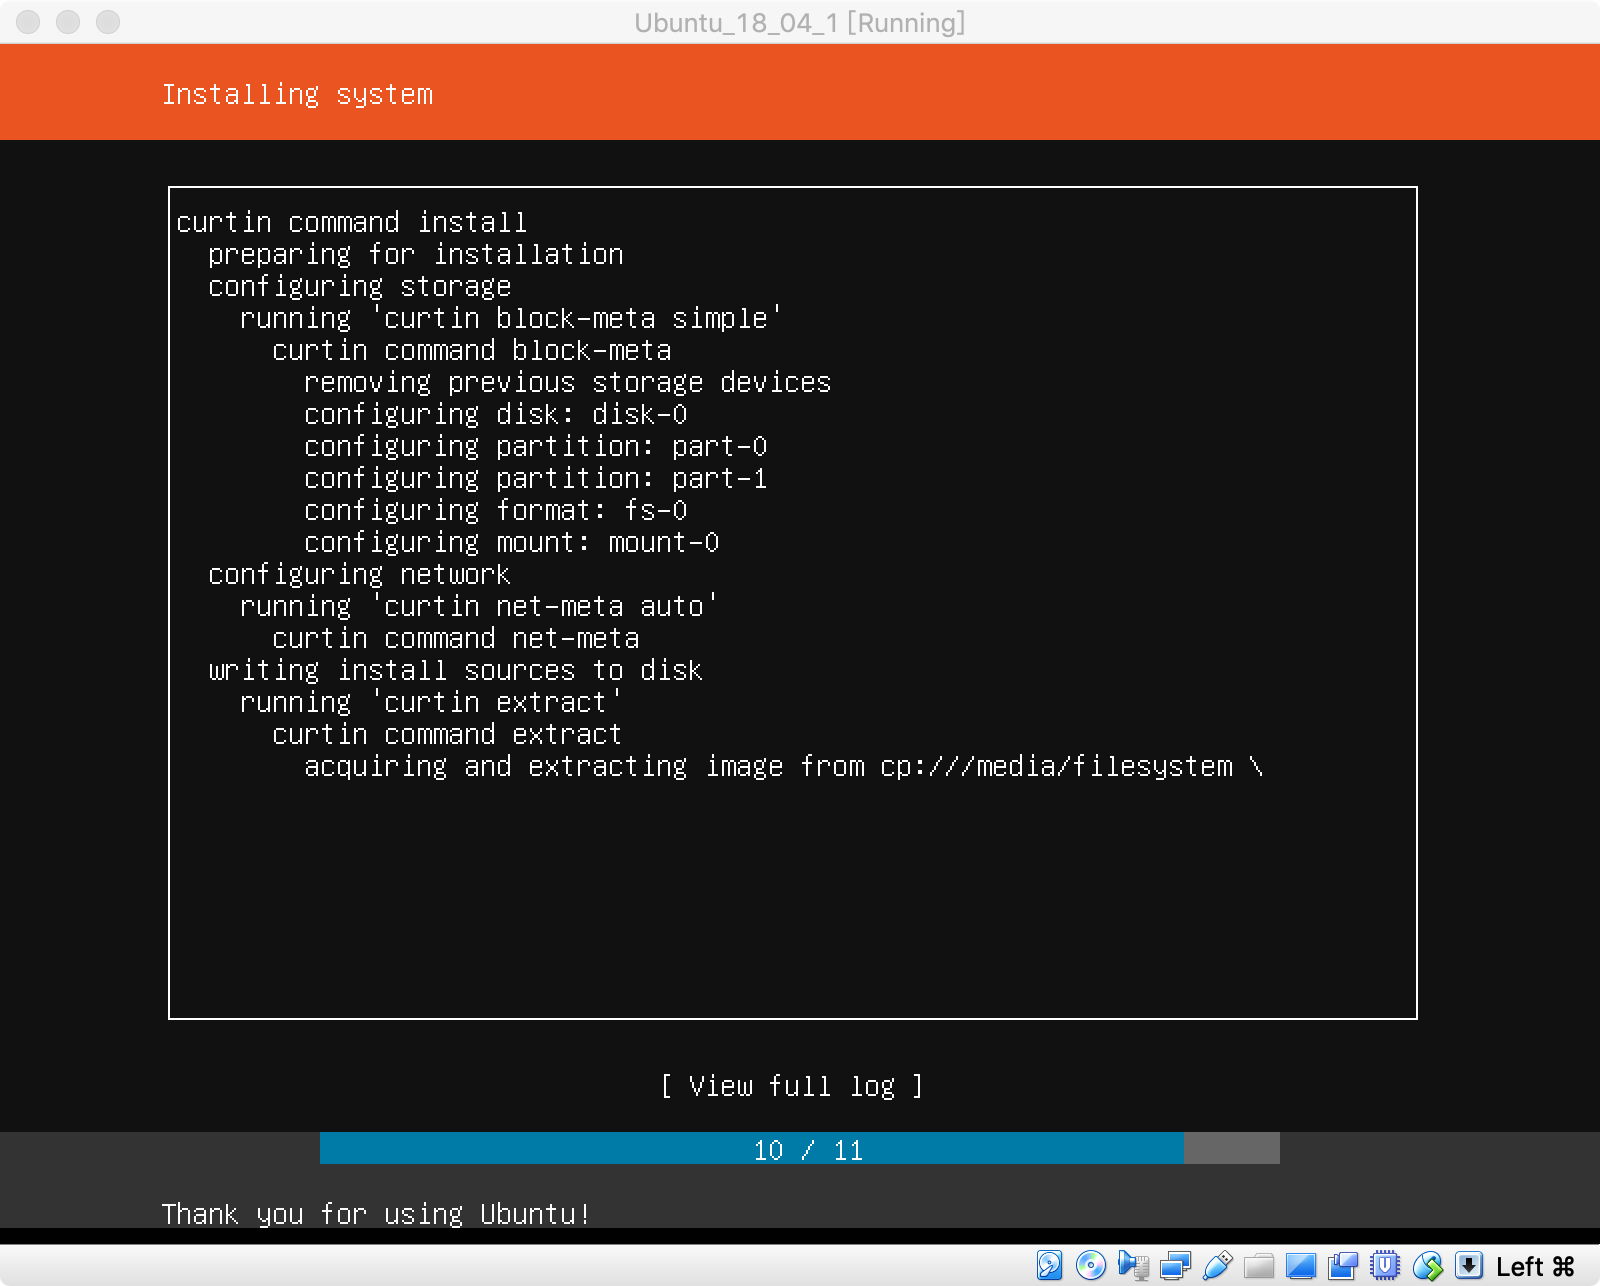 Ubuntu_18_04_1 [Running]
Installing system
curtin command install
preparing for installation
configuring storage
running 'curtin block-meta simple'
curtin command block-meta
removing previous storage devices
configuring disk: disk-0
configuring partition: part-0
configuring partition: part-1
configuring format: fs-0
configuring mount: mount-0
configuring network
running 'curtin net-meta auto'
curtin command net-meta
writing install sources to disk
running 'curtin extract'
curtin command extract
acquiring and extracting image from cp:///media/filesystem \
[ View full log ]
10 / 11
Thank you for using Ubuntu!
Left ⌘